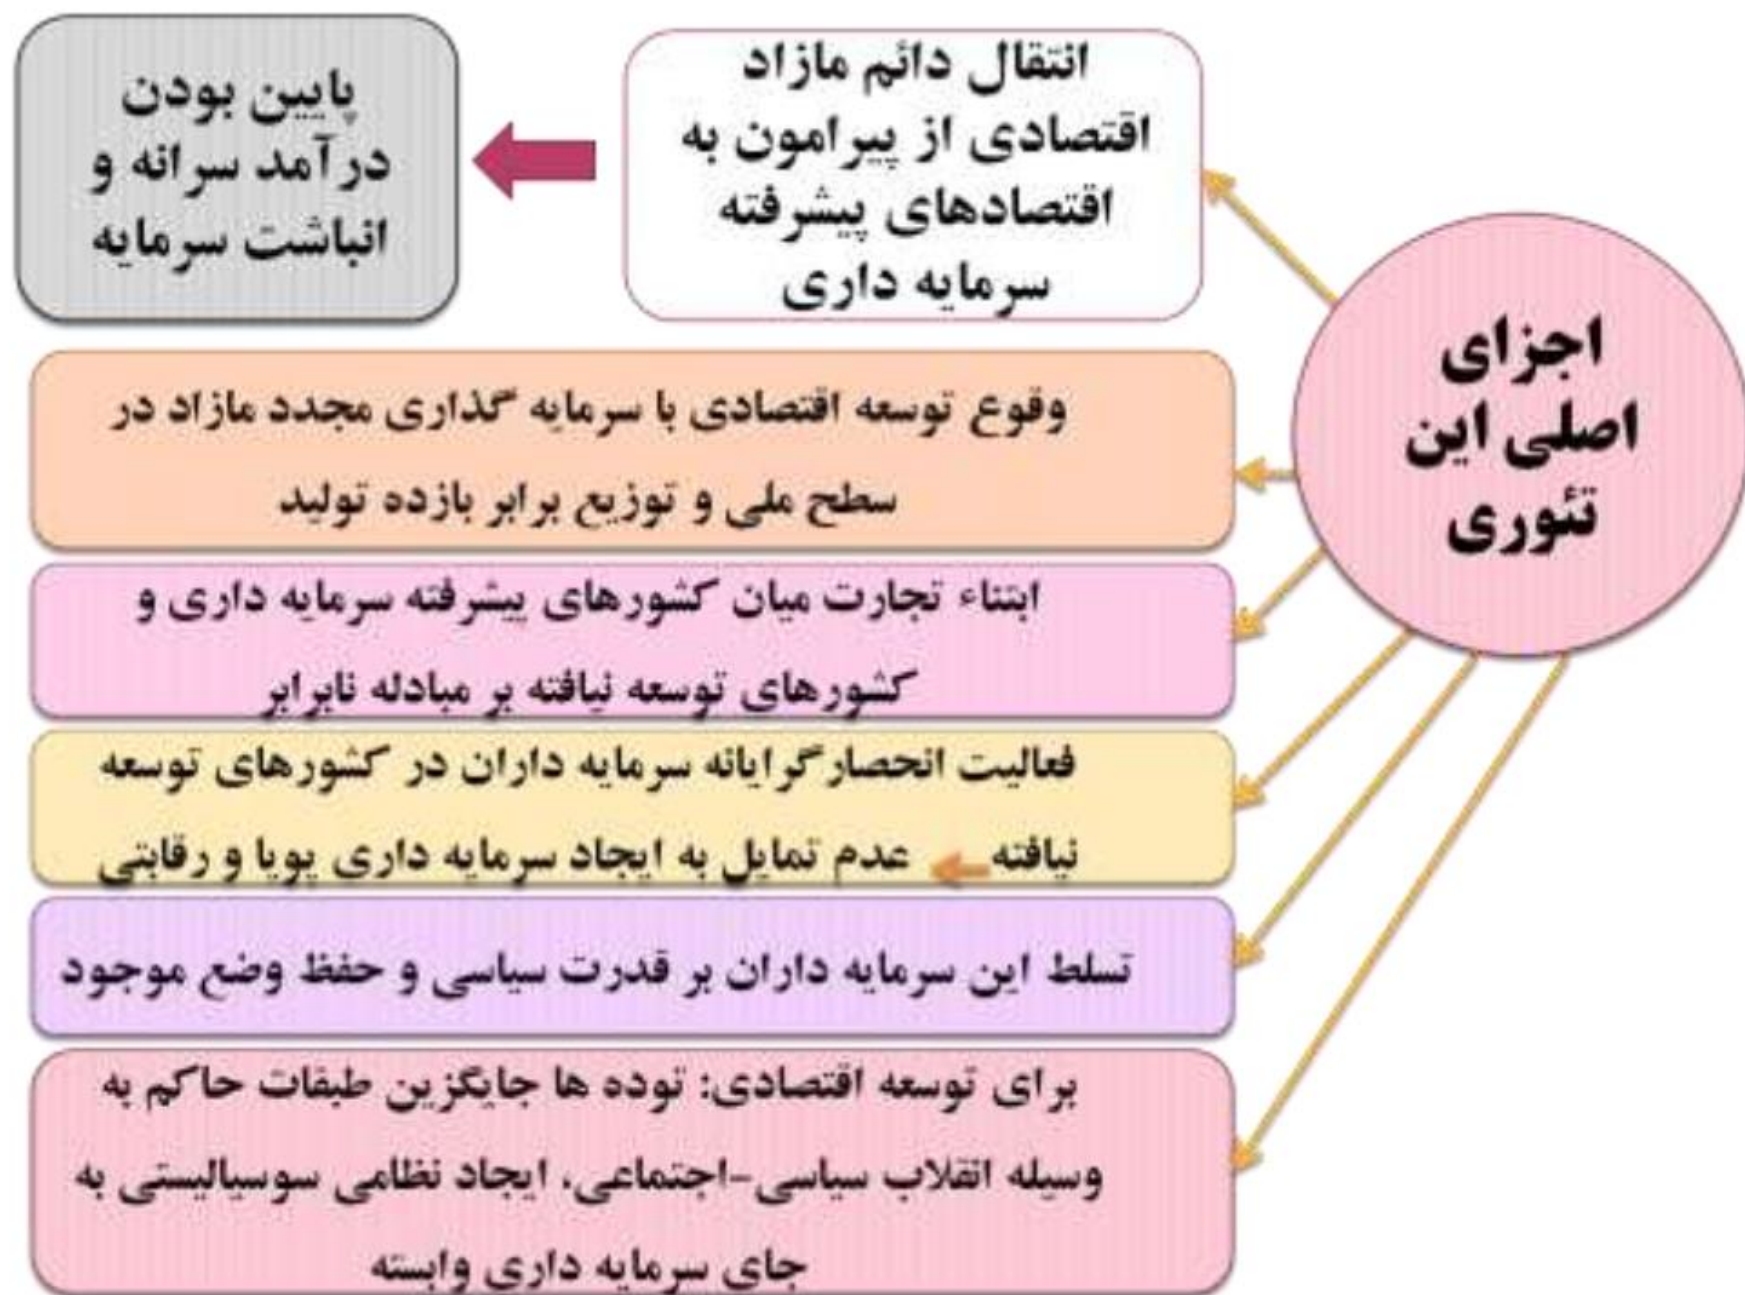 اجزای
اصلی این
تئوری
انتقال دائم مازاد
اقتصادی از پیرامون به
اقتصادهای پیشرفته
سرمایه داری
پایین بودن
درآمد سرانه و
انباشت سرمایه
وقوع توسعه اقتصادی با سرمایه گذاری مجدد مازاد در
سطح ملی و توزیع برابر بازده تولید
ابتناء تجارت میان کشورهای پیشرفته سرمایه داری و
کشورهای توسعه نیافته بر مبادله نابرابر
فعالیت انحصارگرایانه سرمایه داران در کشورهای توسعه
نیافته ← عدم تمایل به ایجاد سرمایه داری پویا و رقابتی
تسلط این سرمایه داران بر قدرت سیاسی و حفظ وضع موجود
برای توسعه اقتصادی: توده ها جایگزین طبقات حاکم به
وسیله انقلاب سیاسی-اجتماعی، ایجاد نظامی سوسیالیستی به
جای سرمایه داری وابسته